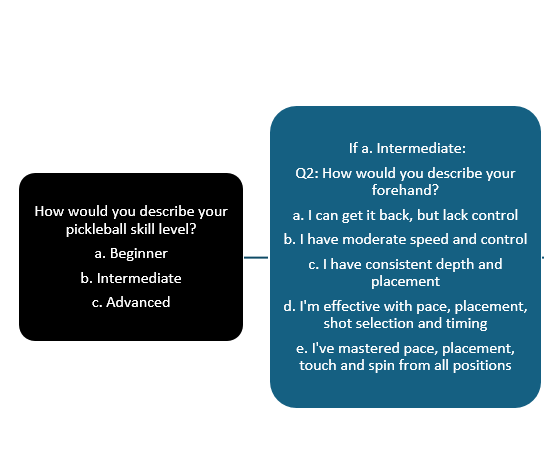 How would you describe your
pickleball skill level?
a. Beginner
b. Intermediate
c. Advanced
If a. Intermediate:
Q2: How would you describe your
forehand?
a. I can get it back, but lack control
b. I have moderate speed and control
c. I have consistent depth and
placement
d. I'm effective with pace, placement,
shot selection and timing
e. I've mastered pace, placement,
touch and spin from all positions